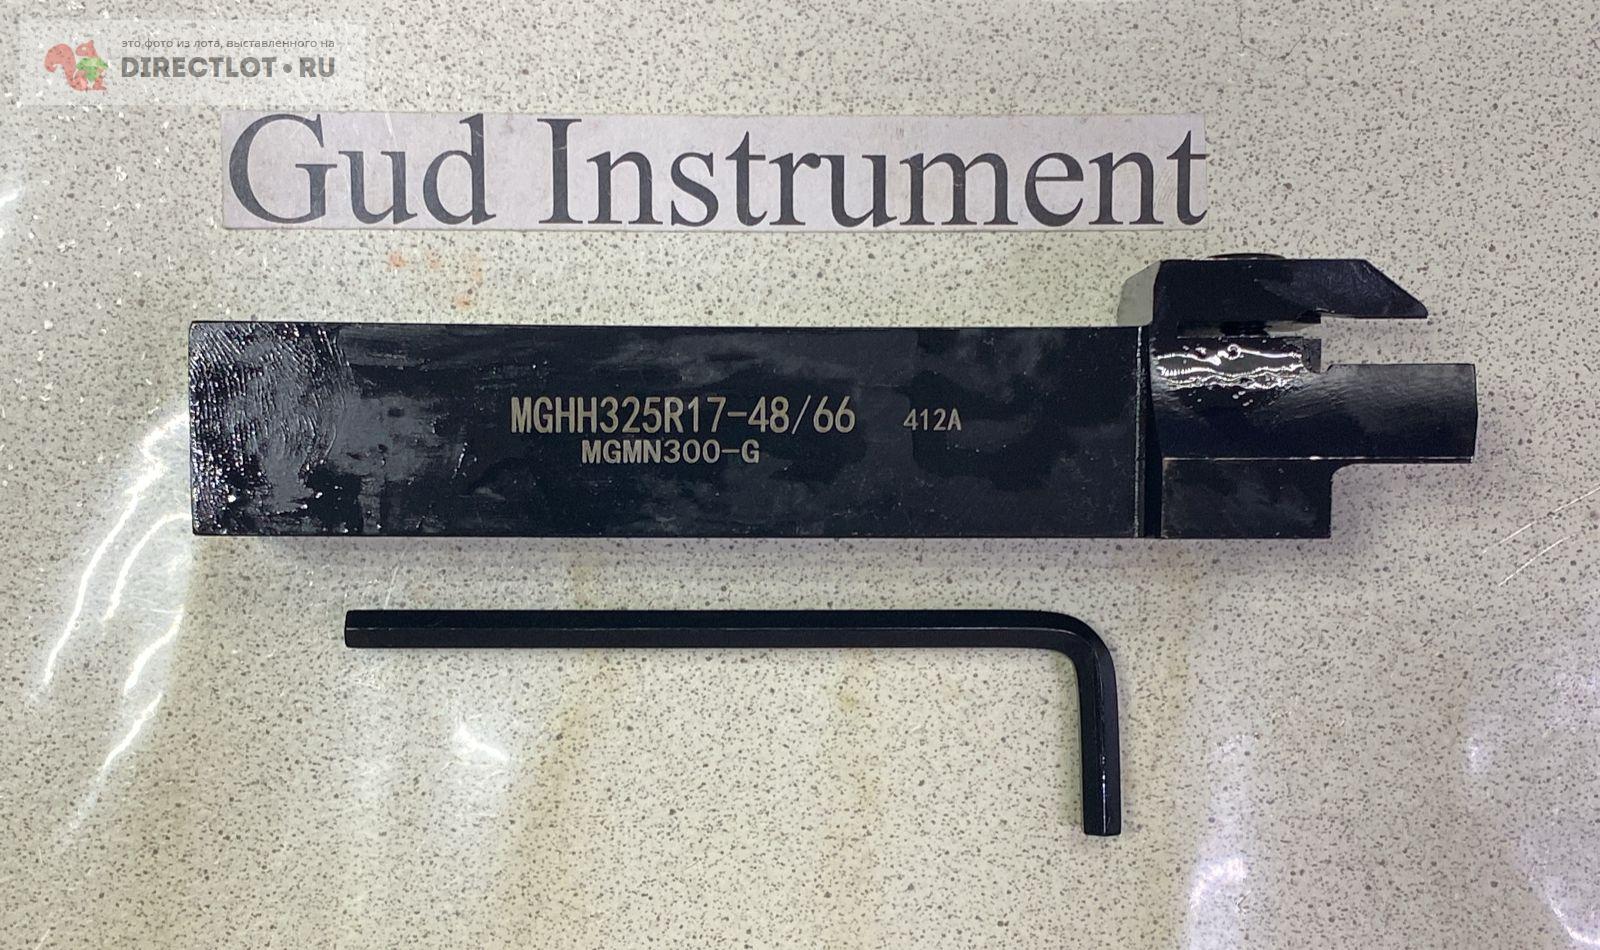 это фото из лота, выставленного на
DIRECTLOT•RU
Gud Instrument
MGHH325R17-48/66 412A
MGMN300-G